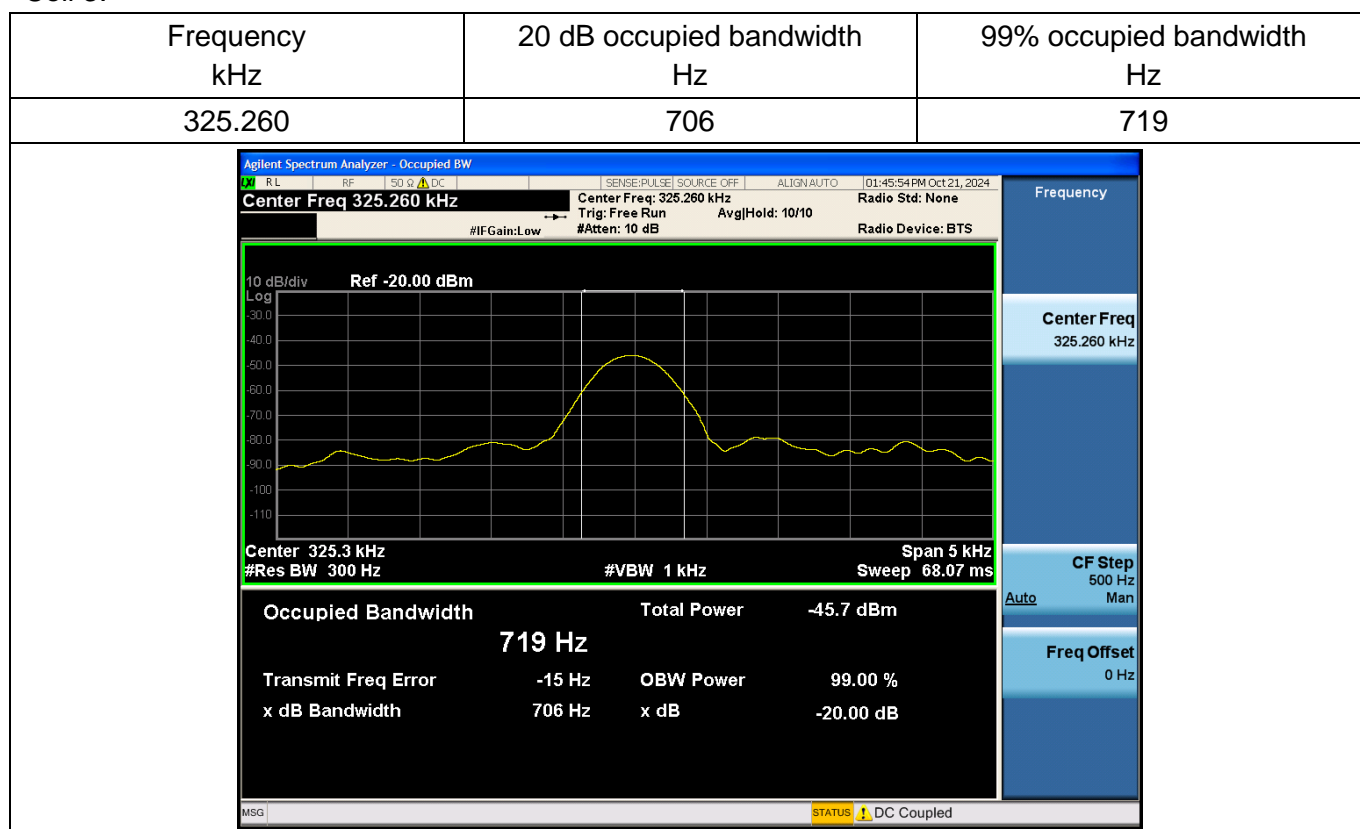 Frequency
kHz
20 dB occupied bandwidth
Hz
99% occupied bandwidth
Hz
325.260
706
719
Agilent Spectrum Analyzer - Occupied BW
LXI RL RF 50 Ω DC SENSE:PULSE SOURCE OFF ALIGN AUTO 01:45:54 PM Oct 21, 2024
Center Freq 325.260 kHz
Center Freq: 325.260 kHz
Radio Std: None
Trig: Free Run Avg|Hold: 10/10
#IFGain:Low
#Atten: 10 dB
Radio Device: BTS
10 dB/div Ref -20.00 dBm
Log
-30.0
-40.0
-50.0
-60.0
-70.0
-80.0
-90.0
-100
-110
Center 325.3 kHz Span 5 kHz
#Res BW 300 Hz #VBW 1 kHz Sweep 68.07 ms
Occupied Bandwidth Total Power -45.7 dBm
719 Hz
Transmit Freq Error -15 Hz OBW Power 99.00 %
x dB Bandwidth 706 Hz x dB -20.00 dB
Frequency
Center Freq
325.260 kHz
CF Step
500 Hz
Auto Man
Freq Offset
0 Hz
MSG STATUS DC Coupled